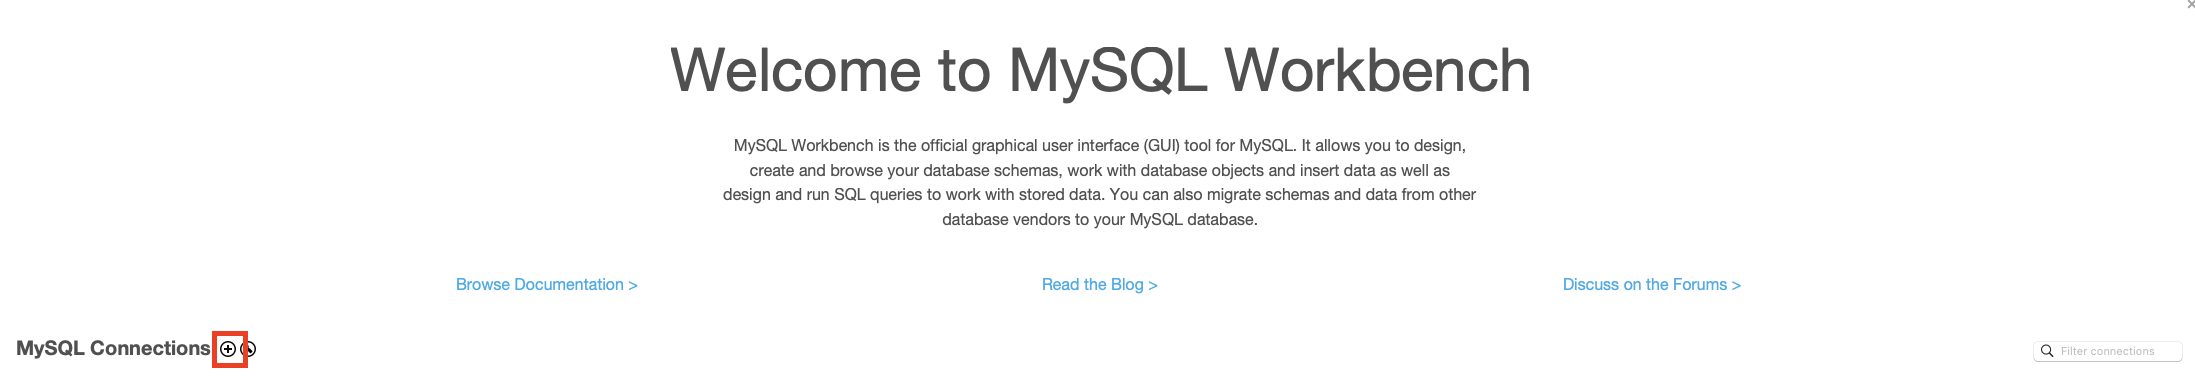 Welcome to MySQL Workbench
MySQL Workbench is the official graphical user interface (GUI) tool for MySQL. It allows you to design,
create and browse your database schemas, work with database objects and insert data as well as
design and run SQL queries to work with stored data. You can also migrate schemas and data from other
database vendors to your MySQL database.
Browse Documentation >
Read the Blog >
Discuss on the Forums >
MySQL Connections
Filter connections